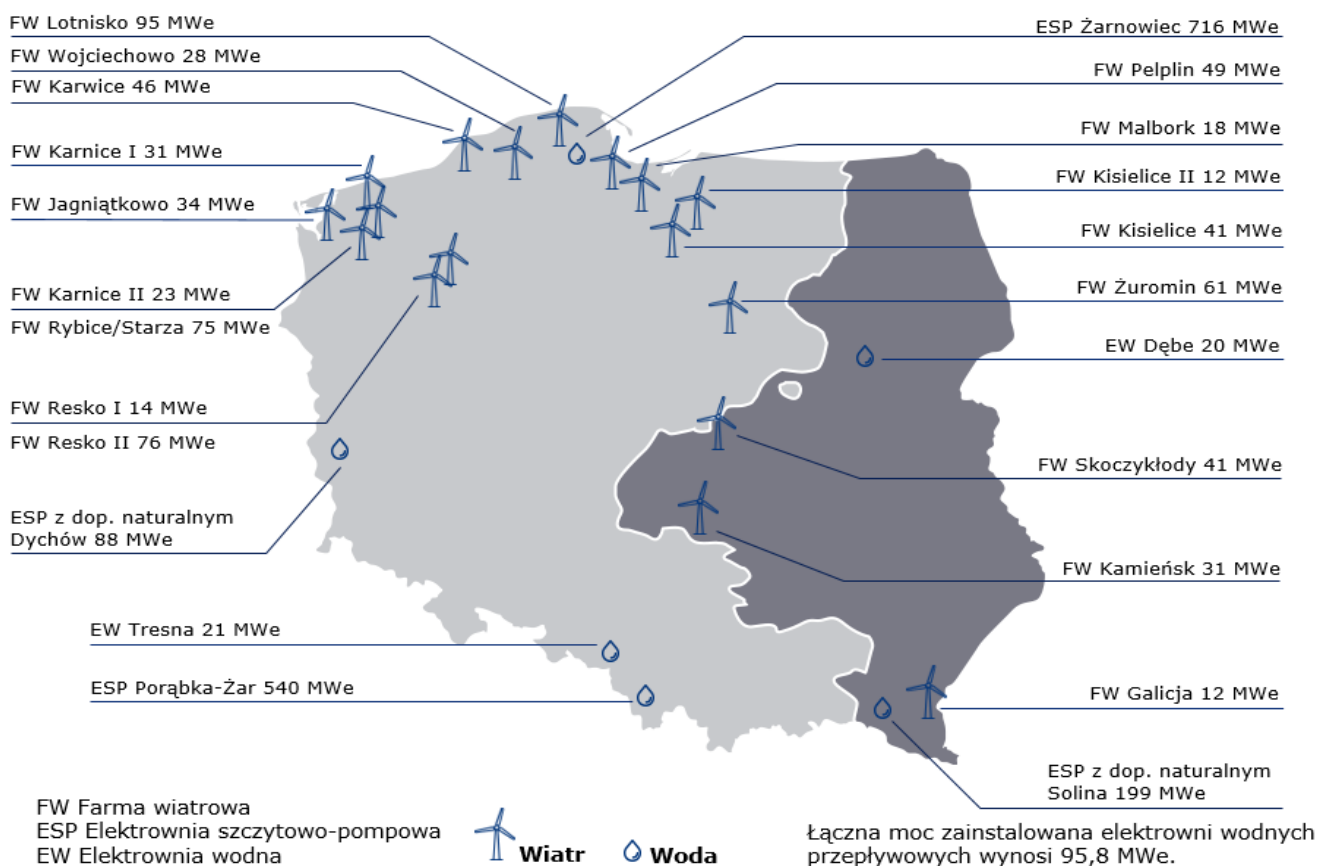 FW Lotnisko 95 MWe
FW Wojciechowo 28 MWe
FW Karwice 46 MWe
FW Karnice I 31 MWe
FW Jagniątkowo 34 MWe
FW Karnice II 23 MWe
FW Rybice/Starza 75 MWe
FW Resko I 14 MWe
FW Resko II 76 MWe
ESP z dop. naturalnym
Dychów 88 MWe
EW Tresna 21 MWe
ESP Porąbka-Żar 540 MWe
ESP Żarnowiec 716 MWe
FW Pelplin 49 MWe
FW Malbork 18 MWe
FW Kisielice II 12 MWe
FW Kisielice 41 MWe
FW Żuromin 61 MWe
EW Dębe 20 MWe
FW Skoczykłody 41 MWe
FW Kamieńsk 31 MWe
FW Galicja 12 MWe
ESP z dop. naturalnym
Solina 199 MWe
FW Farma wiatrowa
ESP Elektrownia szczytowo-pompowa
EW Elektrownia wodna
Wiatr
Woda
Łączna moc zainstalowana elektrowni wodnych
przepływowych wynosi 95,8 MWe.